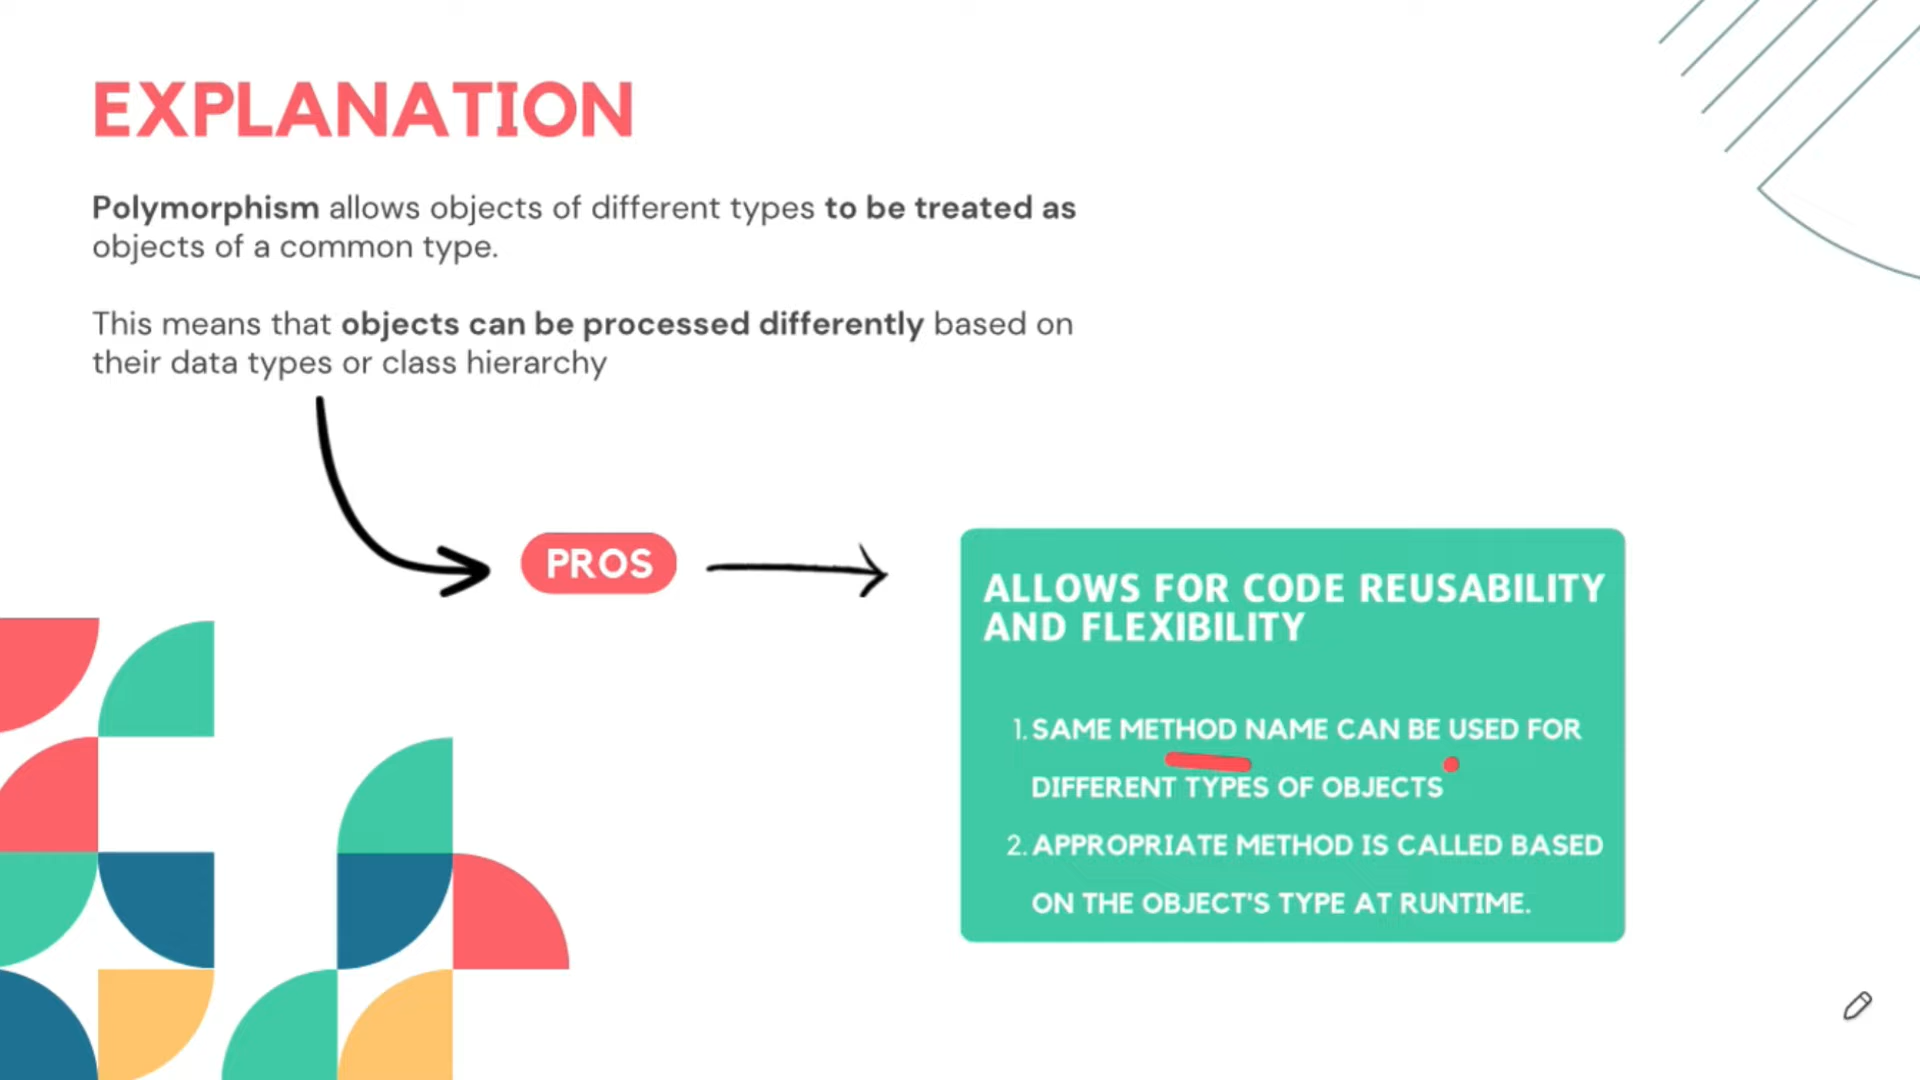 EXPLANATION
Polymorphism allows objects of different types to be treated as
objects of a common type.
This means that objects can be processed differently based on
their data types or class hierarchy
PROS
ALLOWS FOR CODE REUSABILITY
AND FLEXIBILITY
1. SAME METHOD NAME CAN BE USED FOR
DIFFERENT TYPES OF OBJECTS
2. APPROPRIATE METHOD IS CALLED BASED
ON THE OBJECT'S TYPE AT RUNTIME.